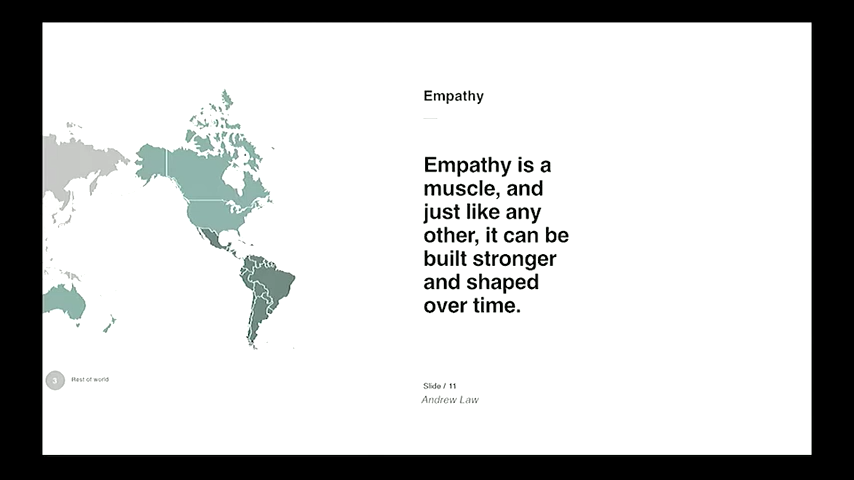 Empathy
Empathy is a
muscle, and
just like any
other, it can be
built stronger
and shaped
over time.
3 Rest of world
Slide / 11
Andrew Law